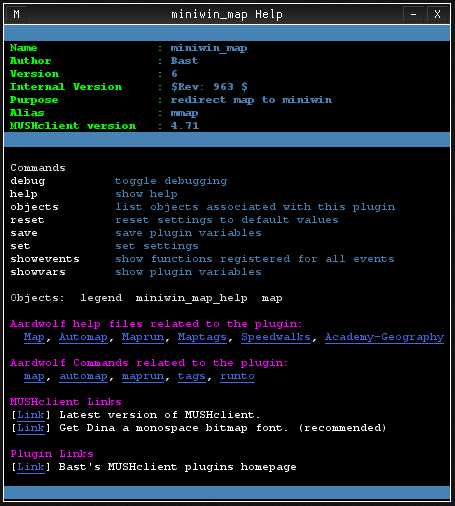 M miniwin_map Help - X
Name : miniwin_map
Author : Bast
Version : 6
Internal Version : $Rev: 963 $
Purpose : redirect map to miniwin
Alias : mmap
MUSHclient version : 4.71
Commands
debug toggle debugging
help show help
objects list objects associated with this plugin
reset reset settings to default values
save save plugin variables
set set settings
showevents show functions registered for all events
showvars show plugin variables
Objects: legend miniwin_map_help map
Aardwolf help files related to the plugin:
Map, Automap, Maprun, Maptags, Speedwalks, Academy-Geography
Aardwolf Commands related to the plugin:
map, automap, maprun, tags, runto
MUSHclient Links
[Link] Latest version of MUSHclient.
[Link] Get Dina a monospace bitmap font. (recommended)
Plugin Links
[Link] Bast's MUSHclient plugins homepage